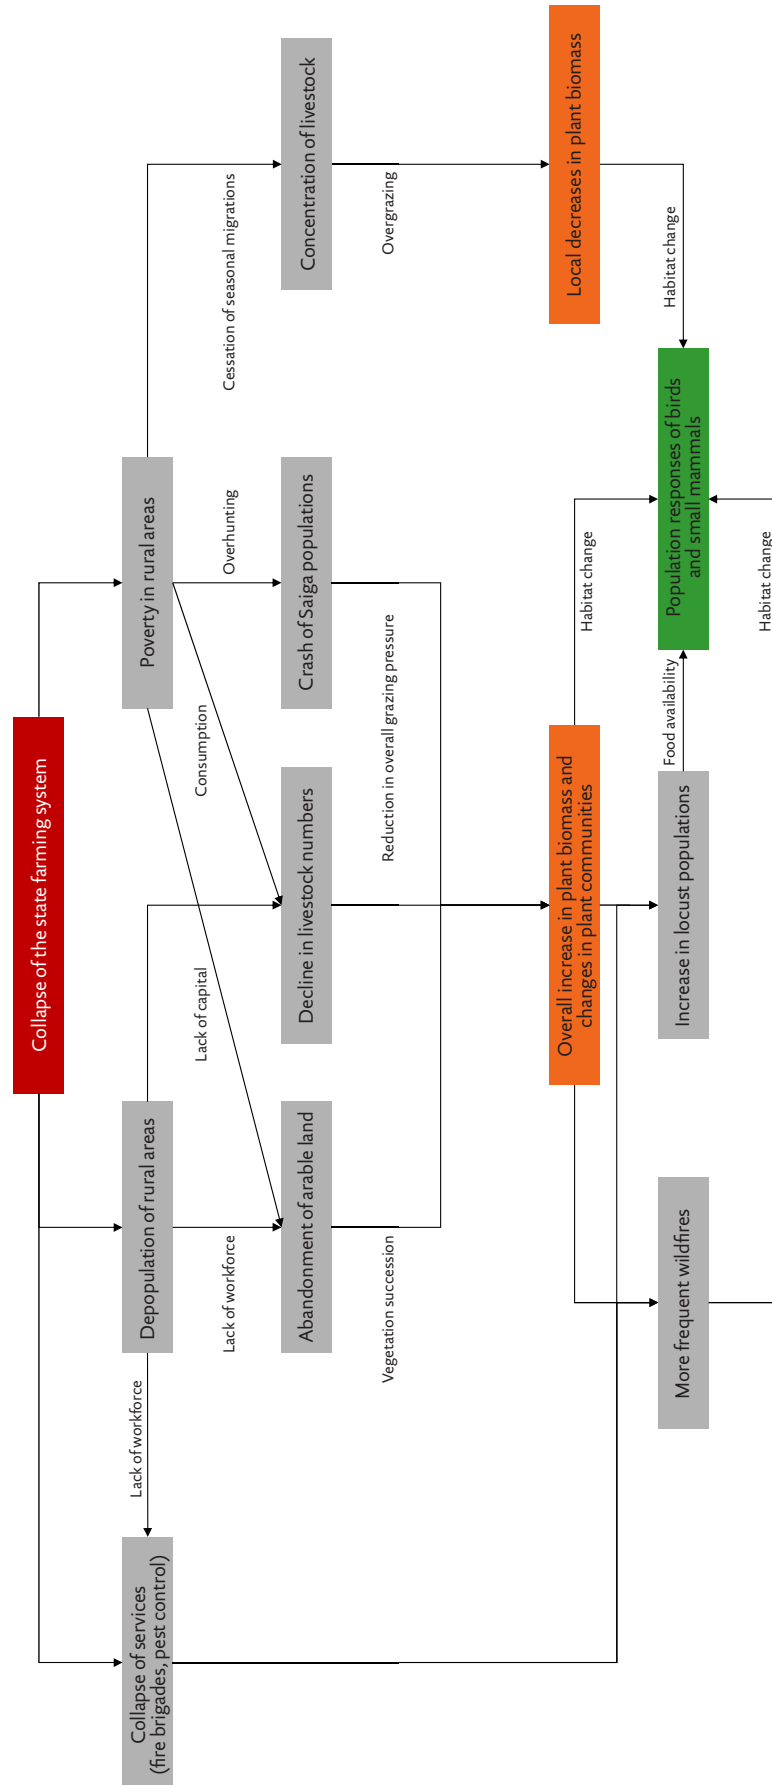 Collapse of the state farming system
Collapse of services
(fire brigades, pest control)
Lack of workforce
Depopulation of rural areas
Poverty in rural areas
Lack of workforce
Lack of capital
Consumption
Overhunting
Cessation of seasonal migrations
Abandonment of arable land
Decline in livestock numbers
Crash of Saiga populations
Concentration of livestock
Vegetation succession
Reduction in overall grazing pressure
Overgrazing
Overall increase in plant biomass and
changes in plant communities
Local decreases in plant biomass
Habitat change
Habitat change
More frequent wildfires
Increase in locust populations
Food availability
Population responses of birds
and small mammals
Habitat change